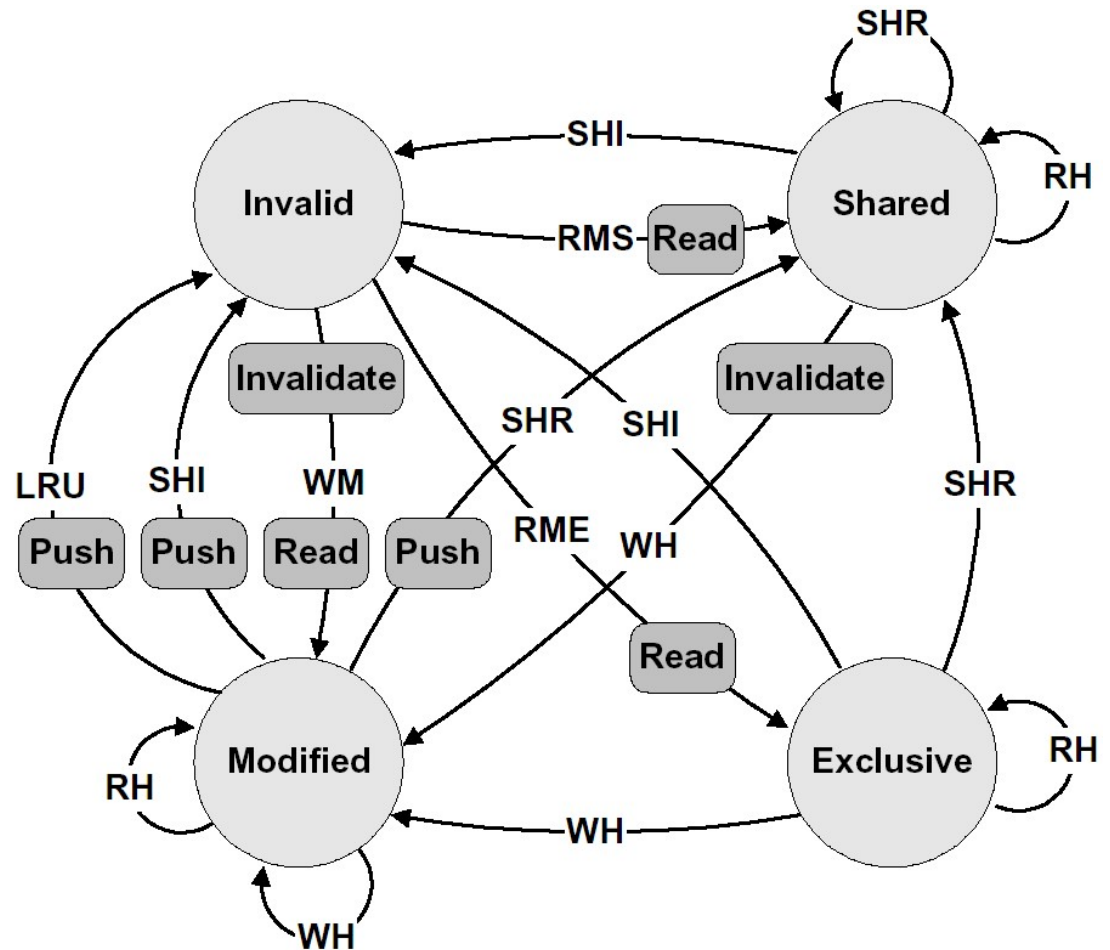 SHR
SHI
Invalid
Shared
RH
RMS
Read
Invalidate
Invalidate
SHR
SHI
LRU
SHI
WM
SHR
RME
WH
Push
Push
Read
Push
Read
Modified
Exclusive
RH
RH
WH
WH